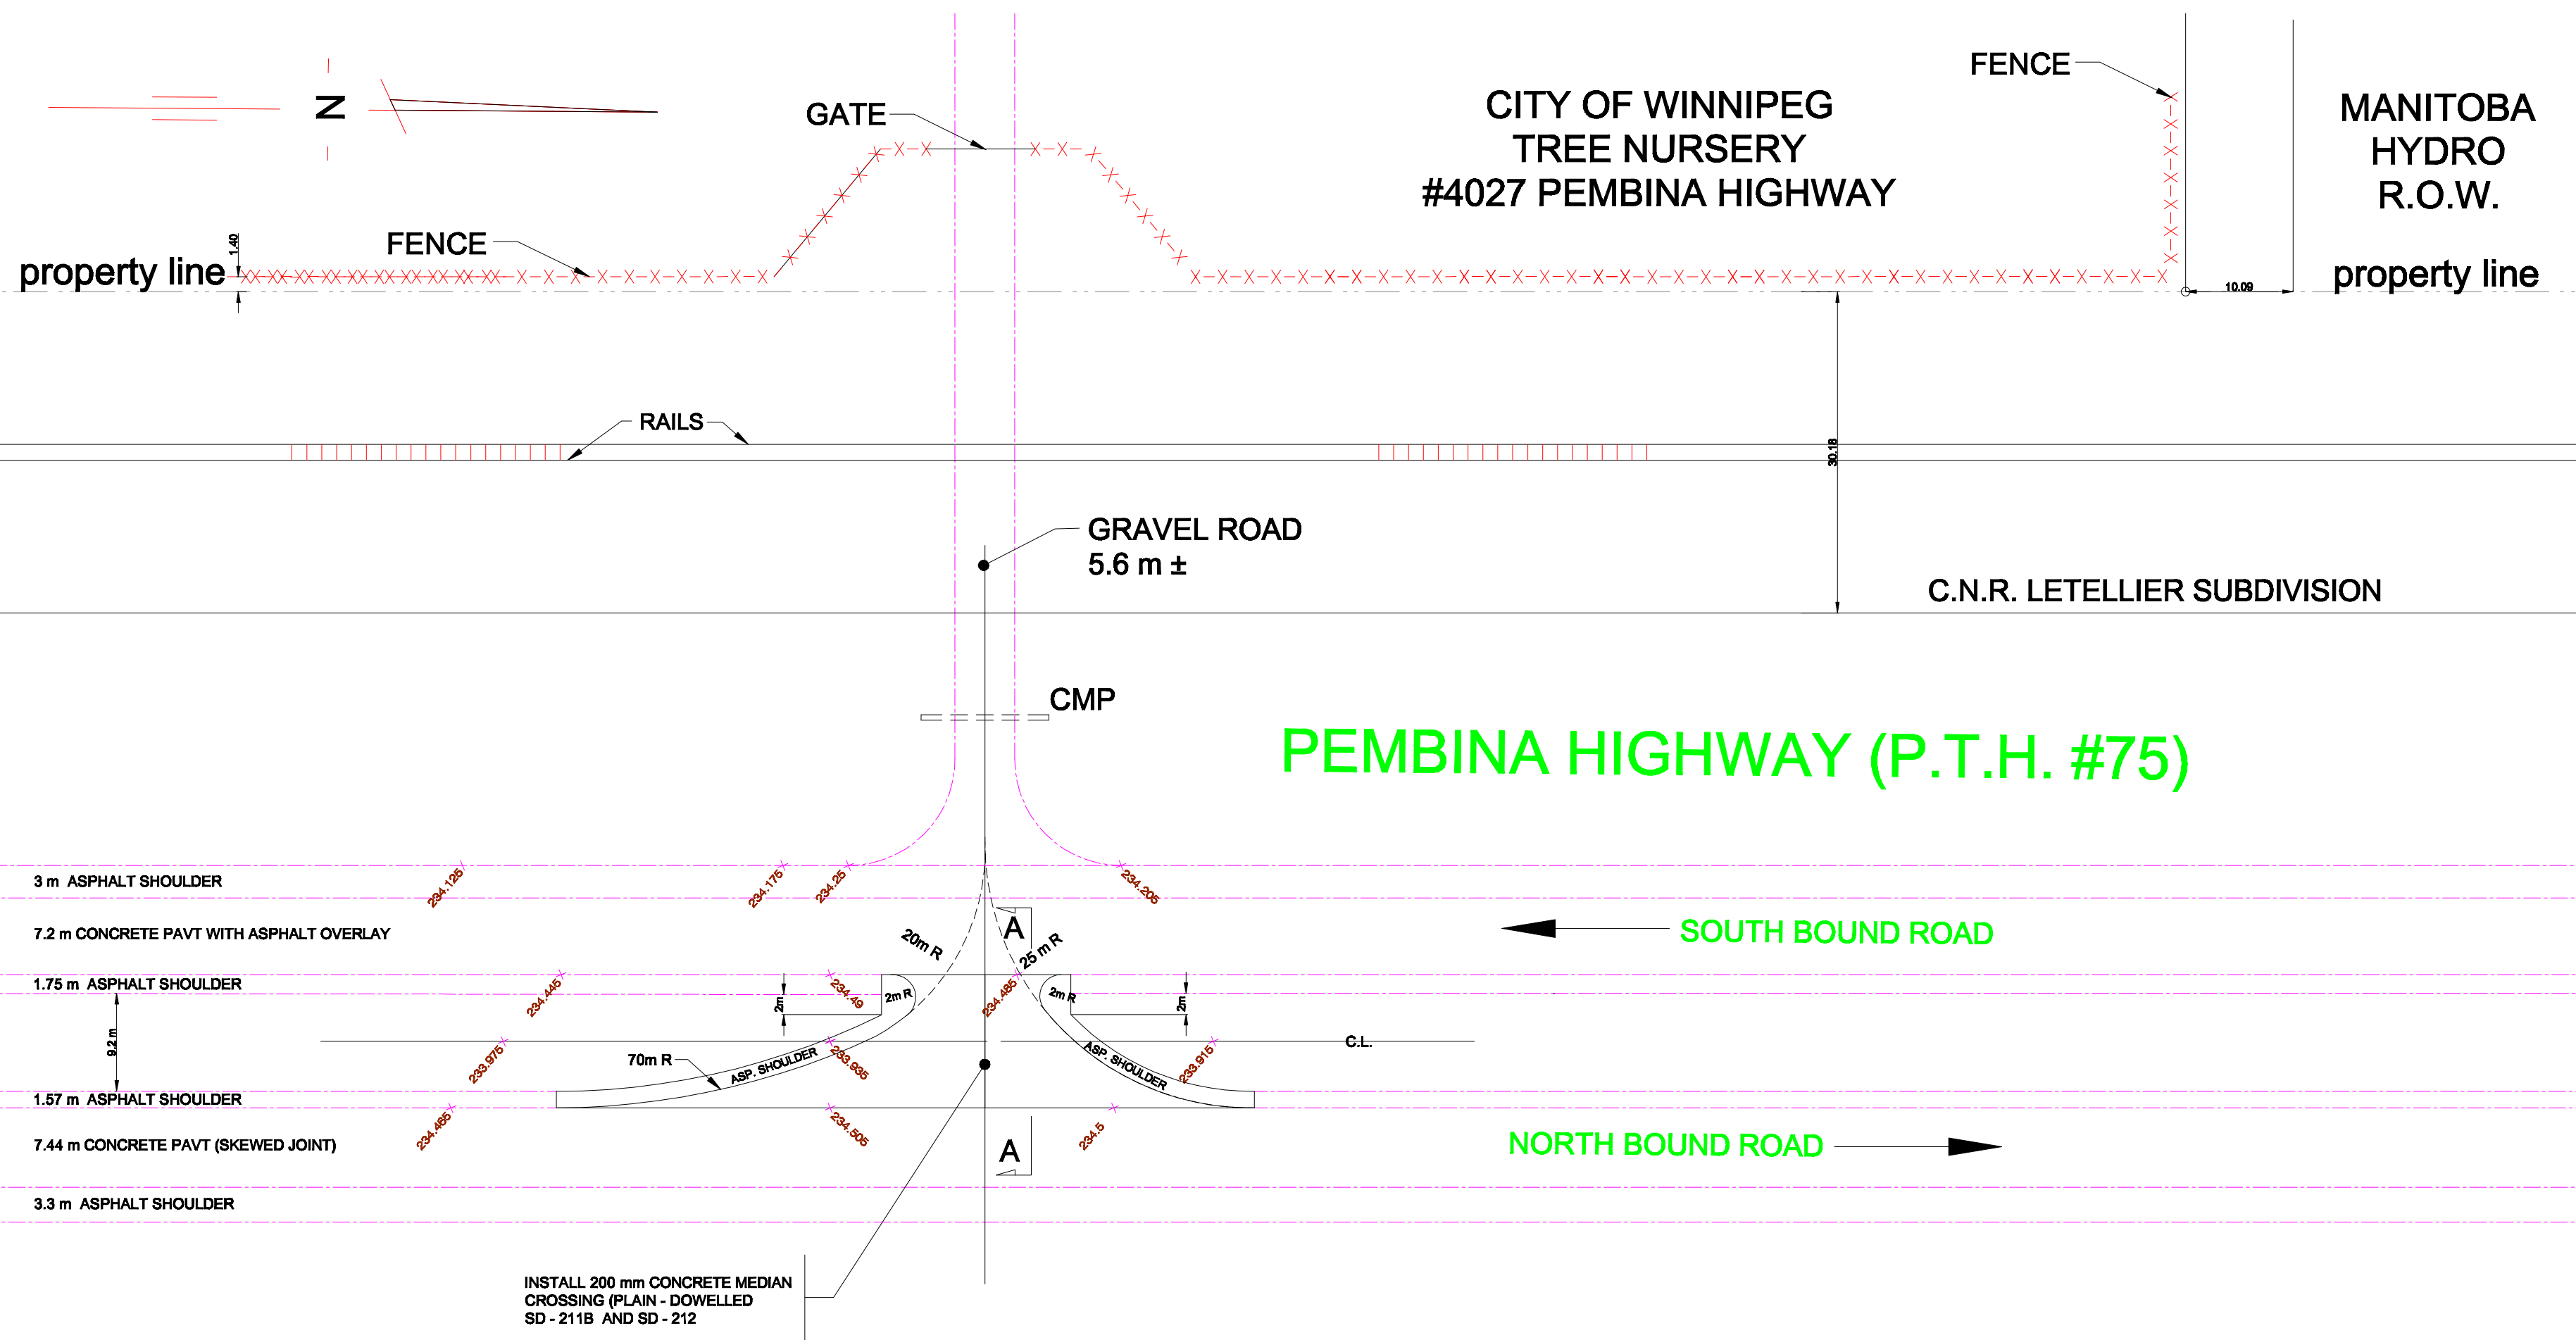 FENCE
N
GATE
CITY OF WINNIPEG
TREE NURSERY
#4027 PEMBINA HIGHWAY
MANITOBA
HYDRO
R.O.W.
1.40
FENCE
property line
10.09
property line
RAILS
30.18
GRAVEL ROAD
5.6 m ±
C.N.R. LETELLIER SUBDIVISION
CMP
PEMBINA HIGHWAY (P.T.H. #75)
3 m ASPHALT SHOULDER
234.125
234.175
234.25
234.205
7.2 m CONCRETE PAVT WITH ASPHALT OVERLAY
20m R
A
25 m R
SOUTH BOUND ROAD
1.75 m ASPHALT SHOULDER
234.445
234.49
2m
2m R
234.485
2m R
2m
9.2 m
233.975
233.935
233.915
C.L.
70m R
ASP. SHOULDER
ASP. SHOULDER
1.57 m ASPHALT SHOULDER
234.465
234.505
234.5
7.44 m CONCRETE PAVT (SKEWED JOINT)
A
NORTH BOUND ROAD
3.3 m ASPHALT SHOULDER
INSTALL 200 mm CONCRETE MEDIAN
CROSSING (PLAIN - DOWELLED
SD - 211B AND SD - 212